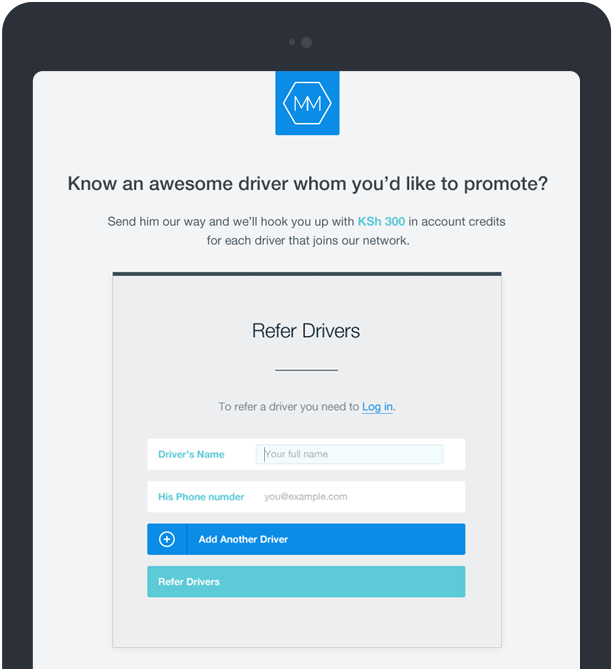 MM
Know an awesome driver whom you'd like to promote?
Send him our way and we'll hook you up with KSh 300 in account credits
for each driver that joins our network.
Refer Drivers
To refer a driver you need to Log in.
Driver's Name Your full name
His Phone numder you@example.com
Add Another Driver
Refer Drivers